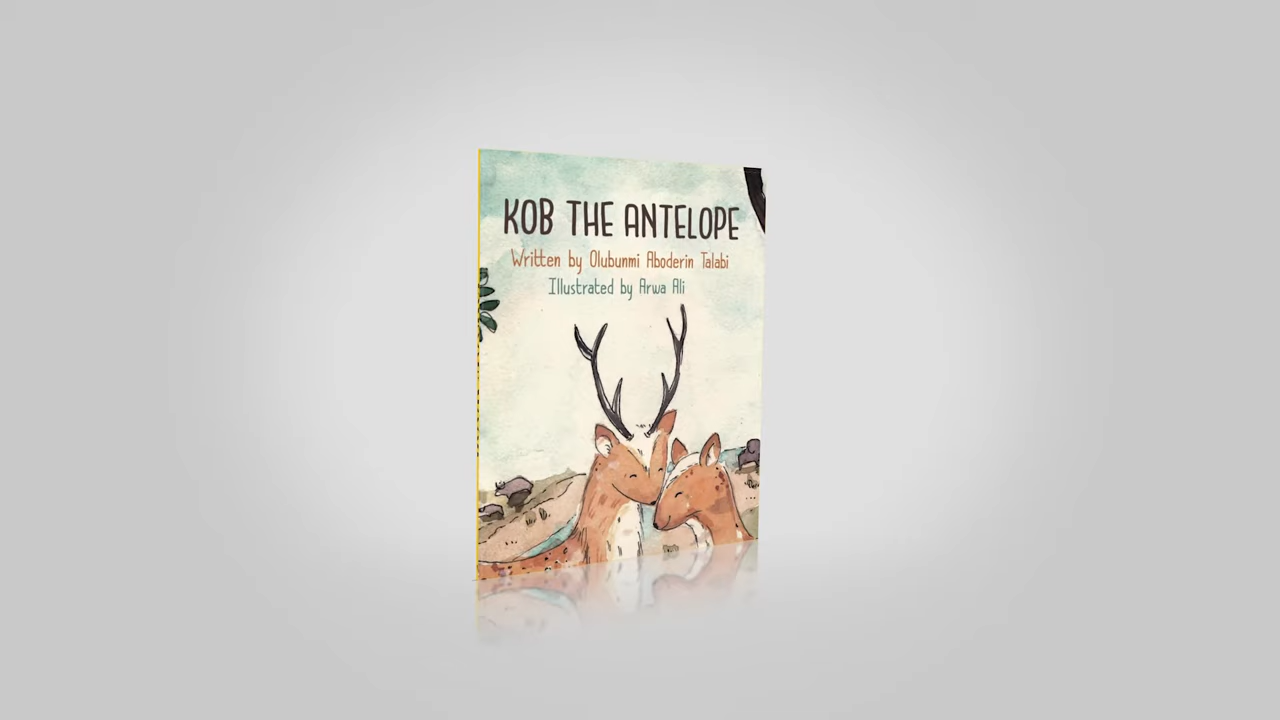 KOB THE ANTELOPE
Written by Olubunmi Aboderin Talabi
Illustrated by Arwa Ali